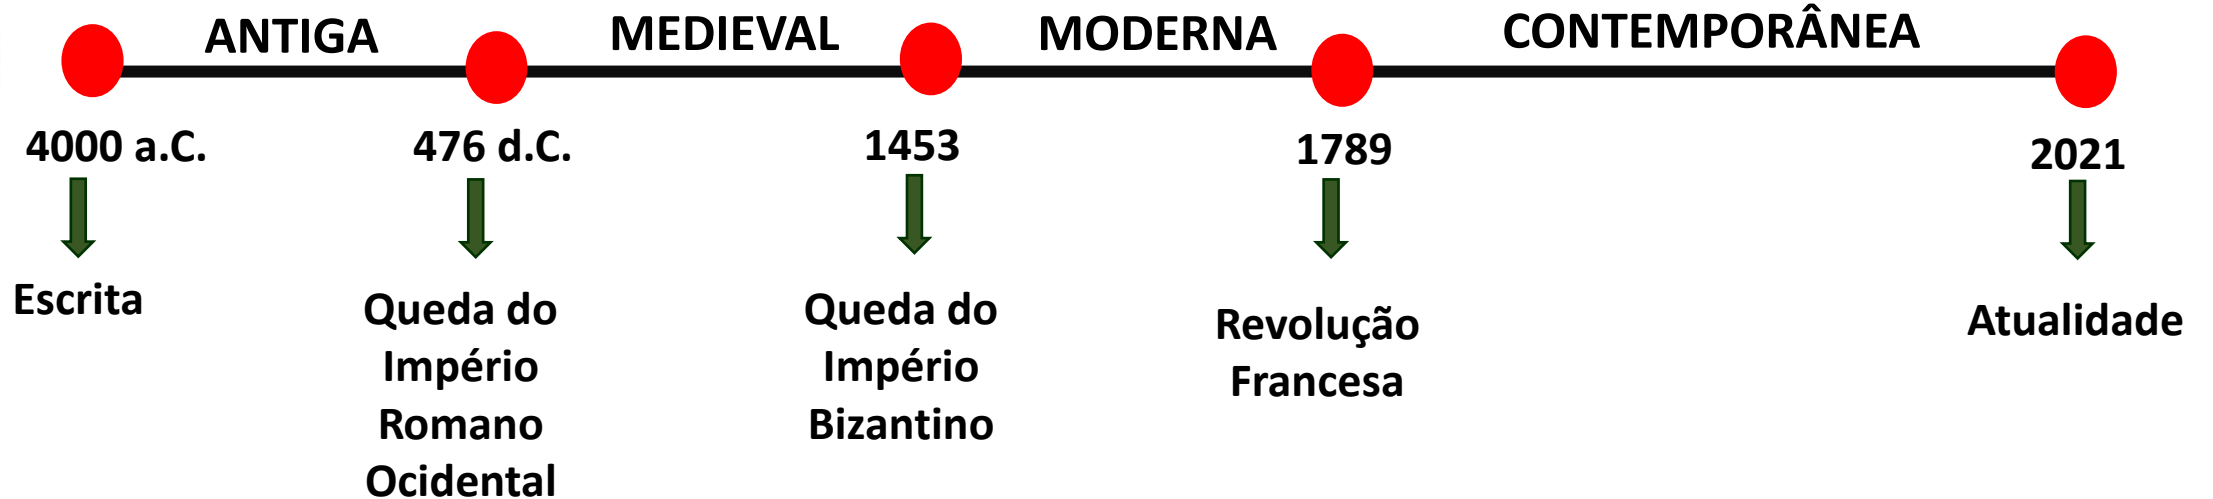 ANTIGA
MEDIEVAL
MODERNA
CONTEMPORÂNEA
4000 a.C.
476 d.C.
1453
1789
2021
Escrita
Queda do
Império
Romano
Ocidental
Queda do
Império
Bizantino
Revolução
Francesa
Atualidade